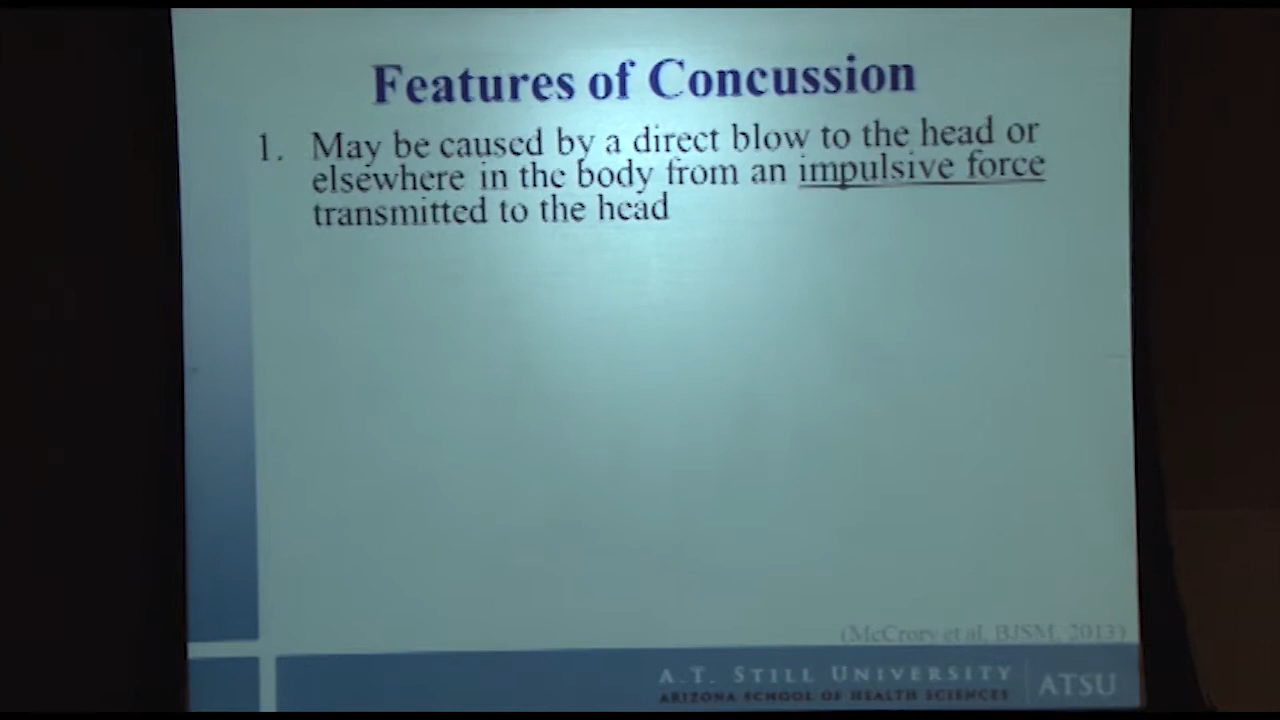 Features of Concussion
1. May be caused by a direct blow to the head or
elsewhere in the body from an impulsive force
transmitted to the head
(McCrory et al, BJSM, 2013)
A.T. STILL UNIVERSITY
ARIZONA SCHOOL OF HEALTH SCIENCES
ATSU